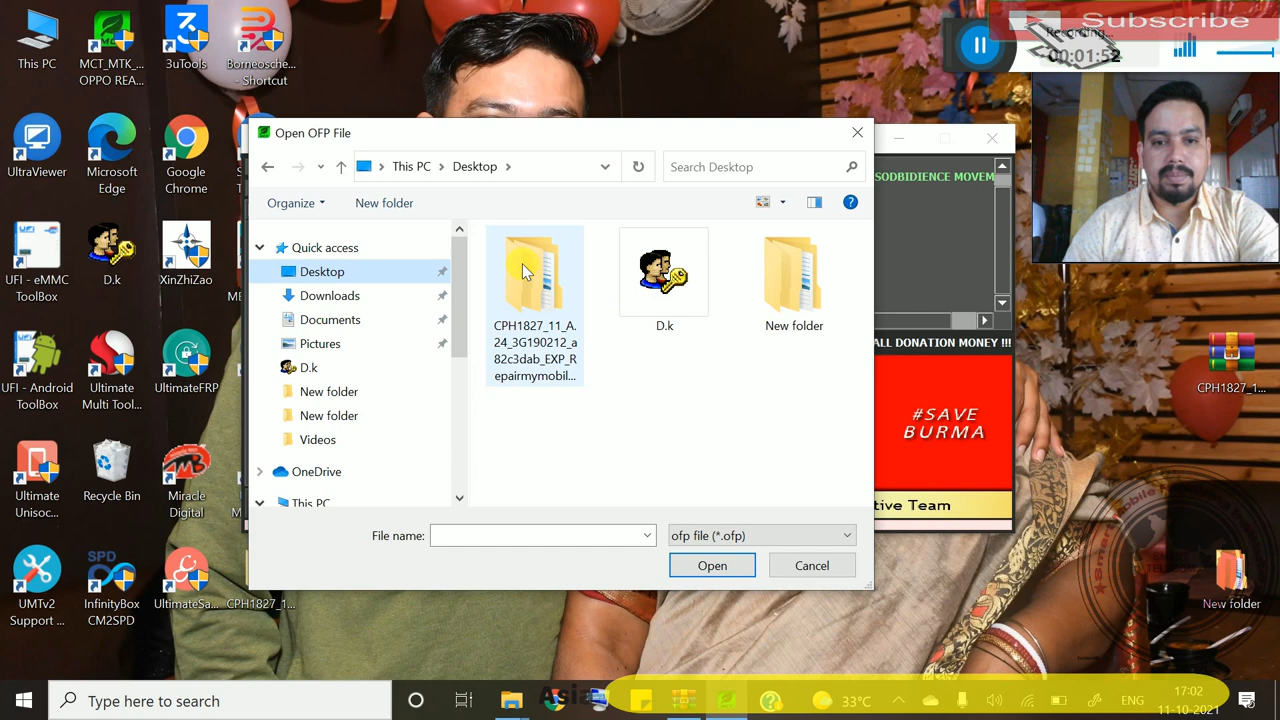 This PC
MCT_MTK_...
OPPO REA...
3uTools
Borneosche...
- Shortcut
UltraViewer
Microsoft
Edge
Google
Chrome
UFI - eMMC
ToolBox
D.k
XinZhiZao
UFI - Android
ToolBox
Ultimate
Multi Tool...
UltimateFRP
Ultimate
Unisoc...
Recycle Bin
Miracle
Digital
UMTv2
Support ...
InfinityBox
CM2SPD
UltimateSa...
CPH1827_1...
Open OFP File
This PC
Desktop
Search Desktop
Organize
New folder
Quick access
Desktop
Downloads
Documents
Pictures
D.k
New folder
New folder
Videos
OneDrive
This PC
CPH1827_11_A.
24_3G190212_a
82c3dab_EXP_R
epairmymobil...
D.k
New folder
File name:
ofp file (*.ofp)
Open
Cancel
SODBIDIENCE MOVEM
ALL DONATION MONEY !!!
#SAVE
BURMA
tive Team
Subscribe
Recording...
00:01:52
CPH1827_1...
New folder
Type here to search
Asia
33°C
ENG
17:02
11-10-2021